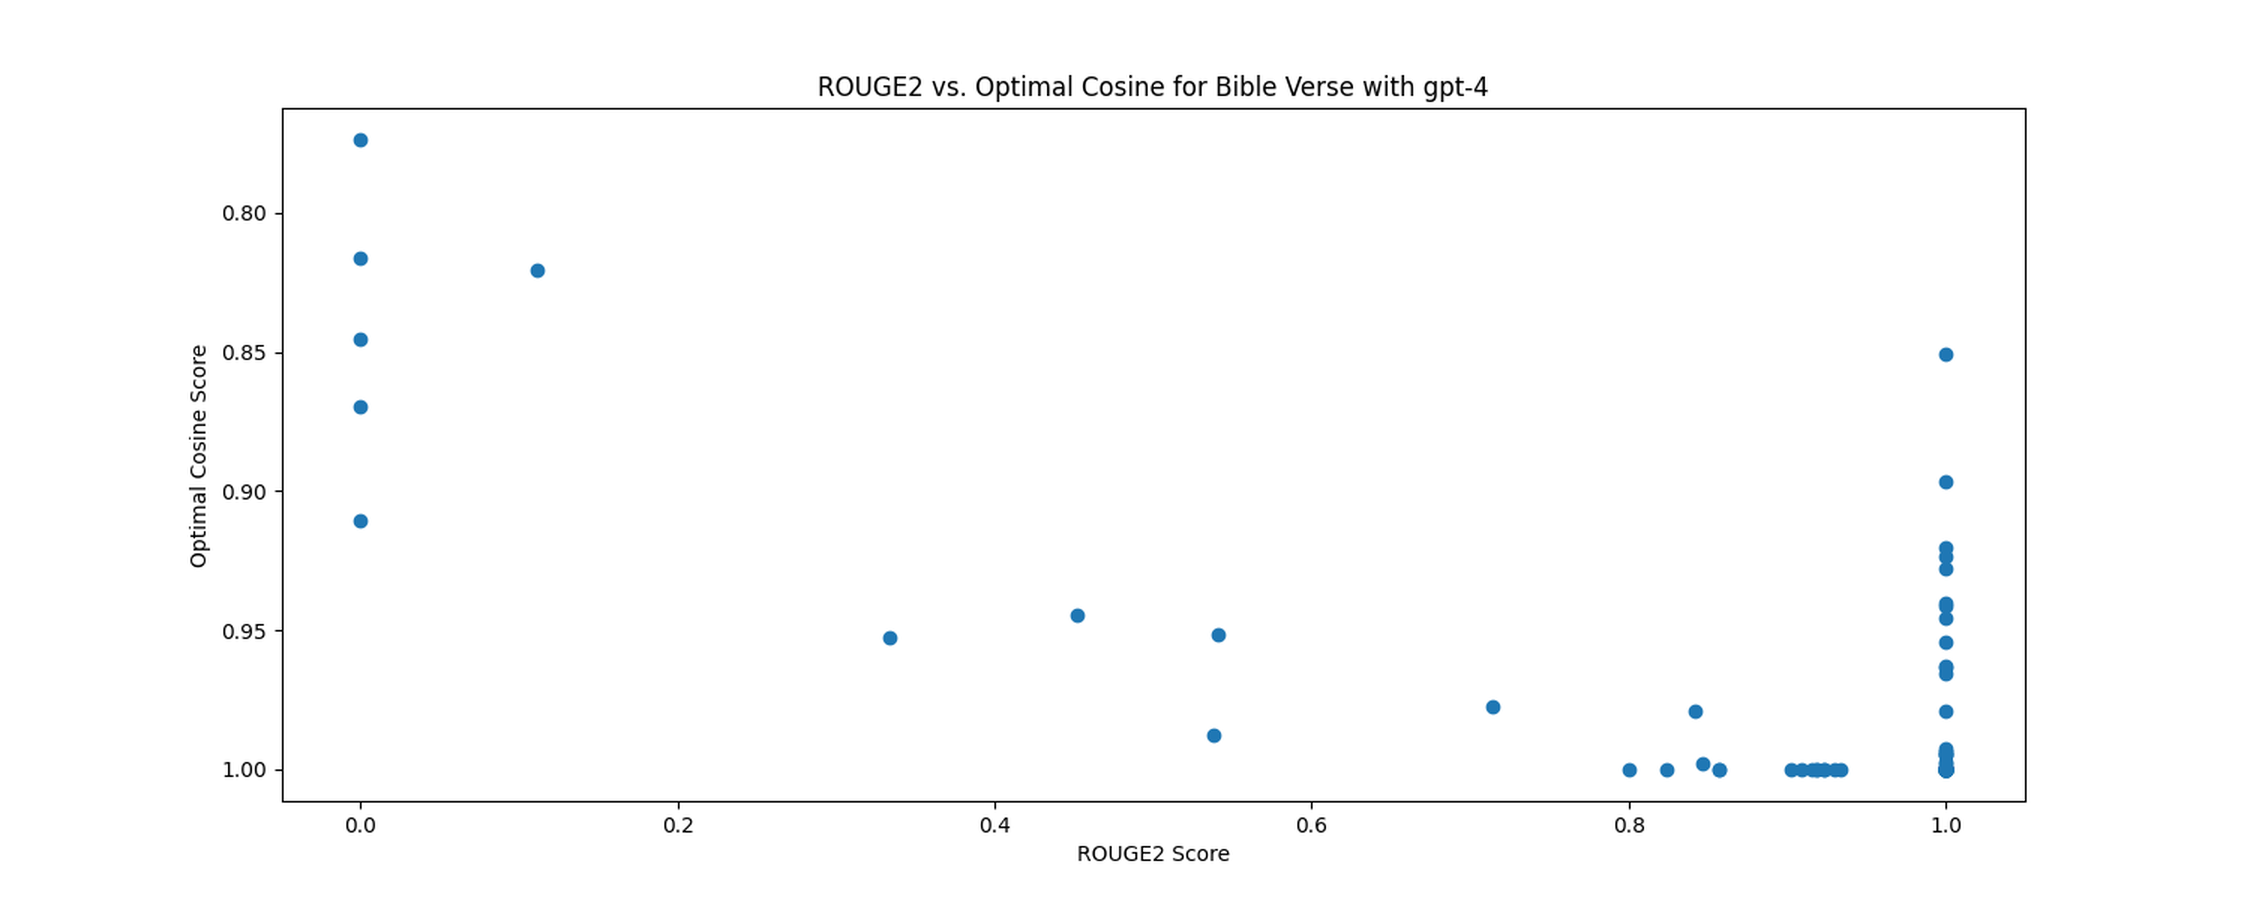 ROUGE2 vs. Optimal Cosine for Bible Verse with gpt-4
Optimal Cosine Score
0.80
0.85
0.90
0.95
1.00
0.0 0.2 0.4 0.6 0.8 1.0
ROUGE2 Score